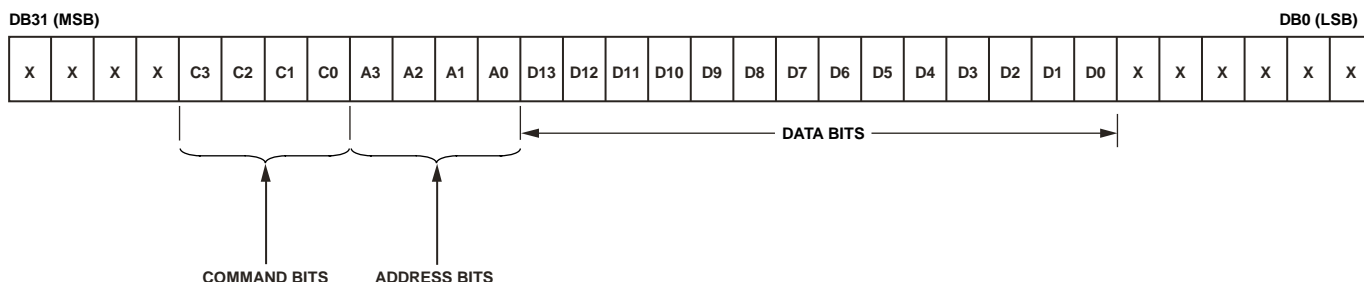 DB31 (MSB) DB0 (LSB)
X X X X C3 C2 C1 C0 A3 A2 A1 A0 D13 D12 D11 D10 D9 D8 D7 D6 D5 D4 D3 D2 D1 D0 X X X X X X
DATA BITS
COMMAND BITS ADDRESS BITS